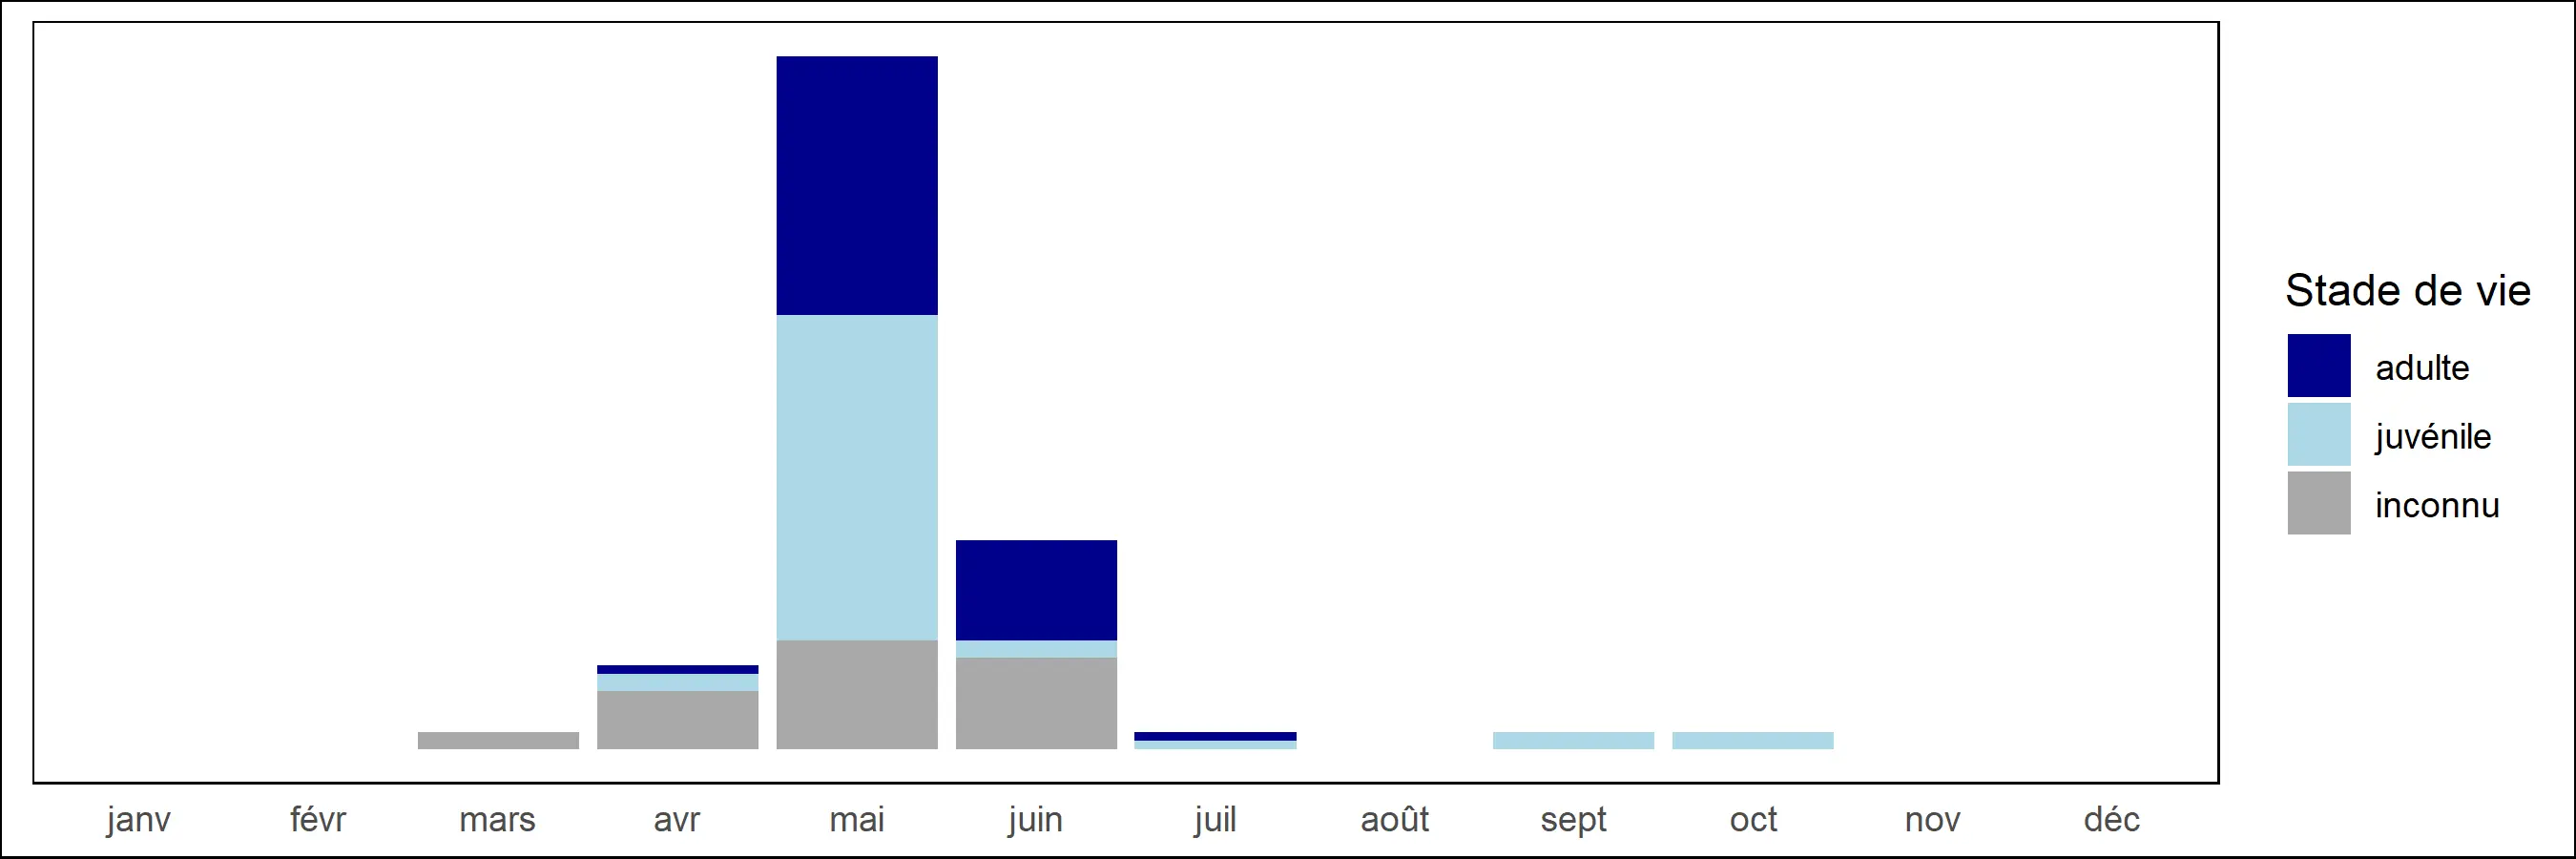 Stade de vie
adulte
juvénile
inconnu
janv févr mars avr mai juin juil août sept oct nov déc